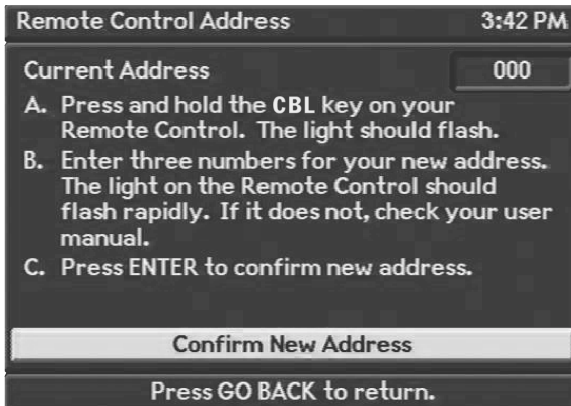 Remote Control Address 3:42 PM
Current Address 000
A. Press and hold the CBL key on your
Remote Control. The light should flash.
B. Enter three numbers for your new address.
The light on the Remote Control should
flash rapidly. If it does not, check your user
manual.
C. Press ENTER to confirm new address.
Confirm New Address
Press GO BACK to return.